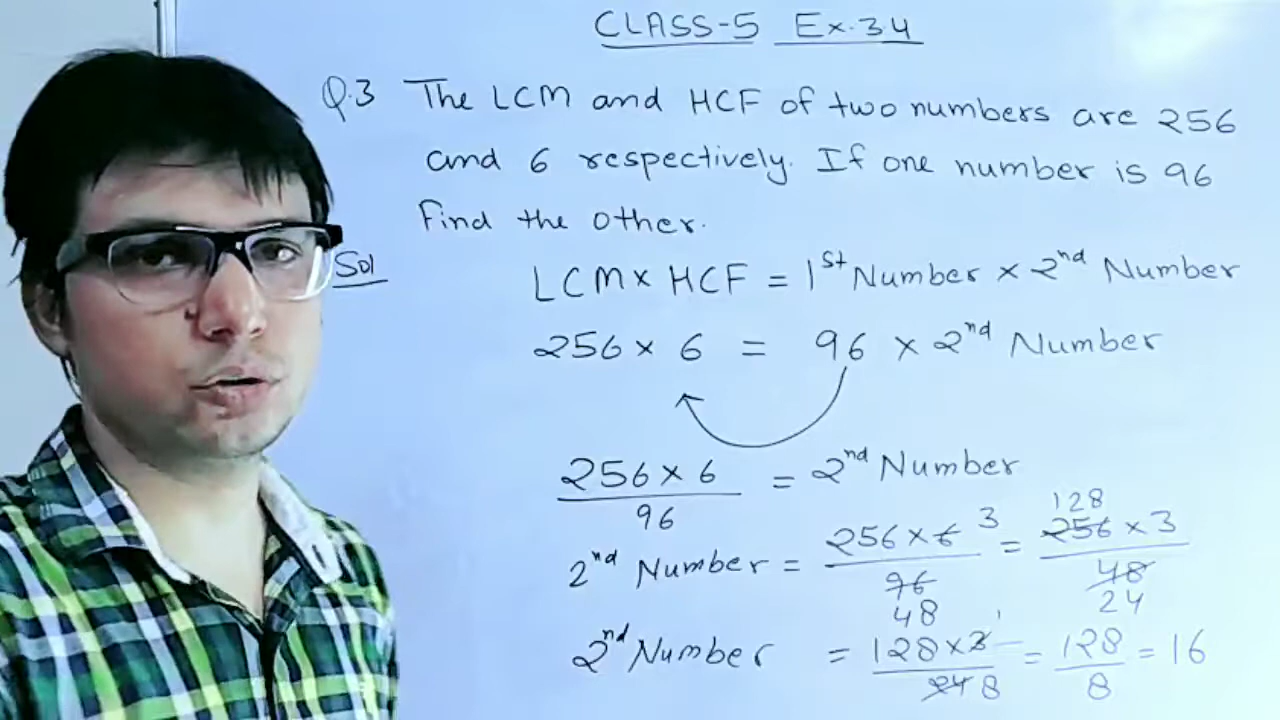 CLASS-5 Ex.3.4
Q.3 The LCM and HCF of two numbers are 256
and 6 respectively. If one number is 96
Find the other.
Sol
LCM x HCF = 1st Number x 2nd Number
256 x 6 = 96 x 2nd Number
256 x 6 / 96 = 2nd Number
2nd Number = 256 x 6 3 / 96 48 = 128 256 x 3 / 48 24
2nd Number = 128 x 3 1 / 24 8 = 128 / 8 = 16